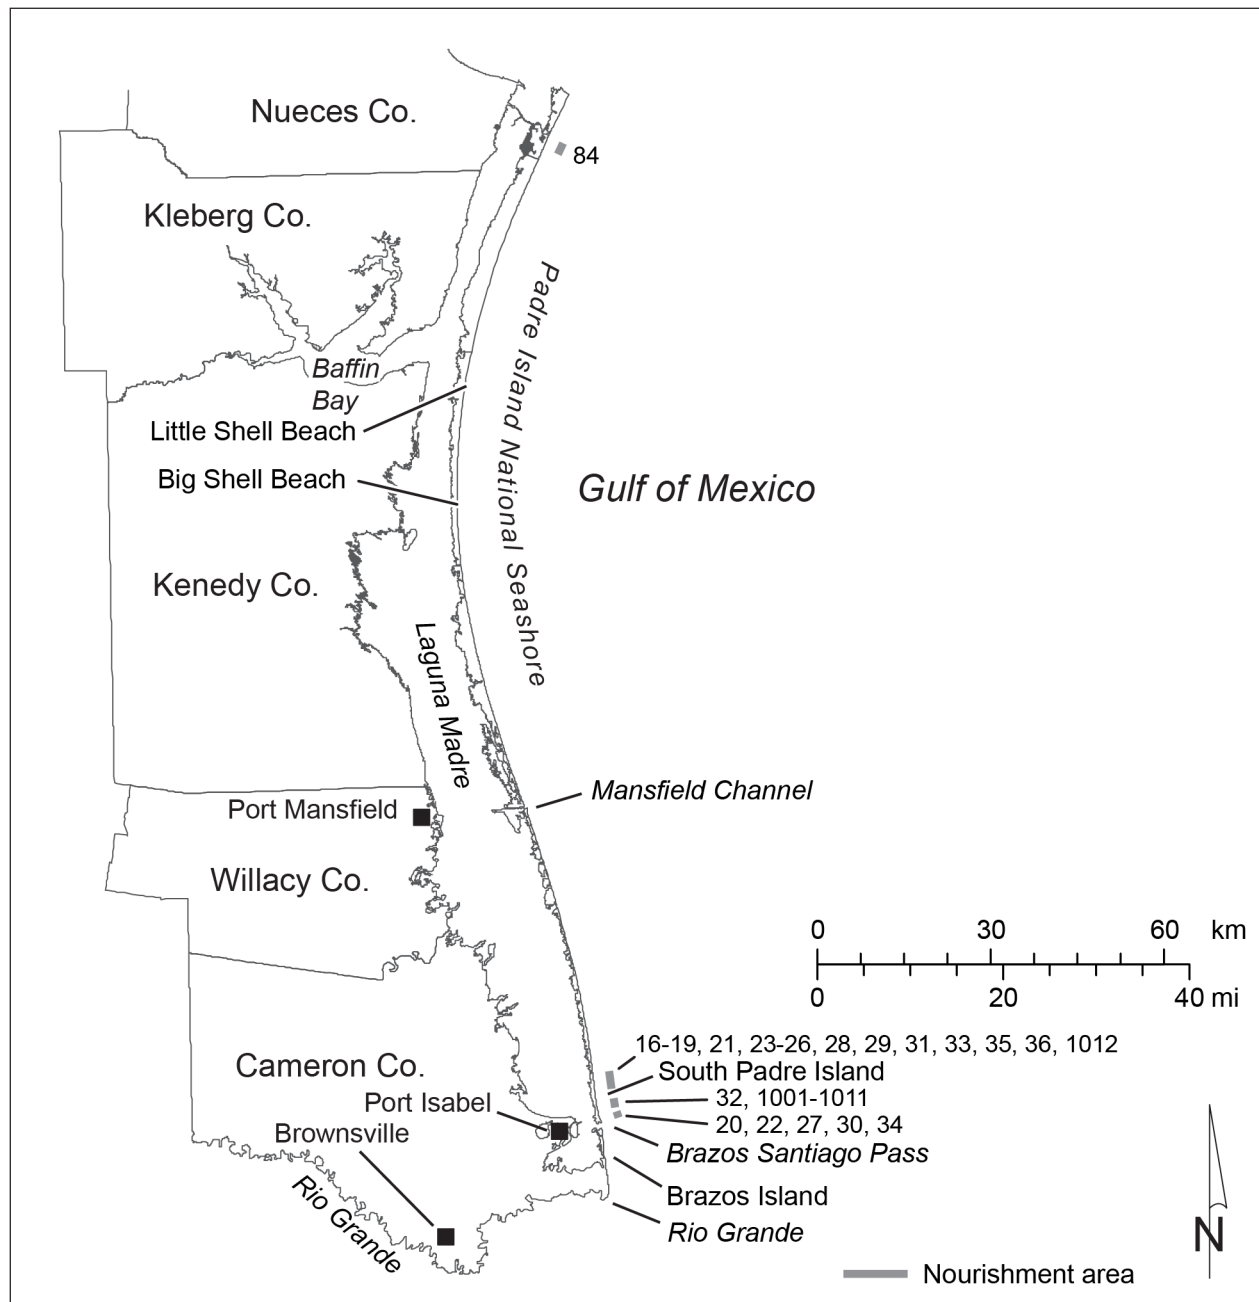 Nueces Co.
84
Kleberg Co.
Padre Island National Seashore
Baffin
Bay
Little Shell Beach
Big Shell Beach
Gulf of Mexico
Kenedy Co.
Laguna Madre
Mansfield Channel
Port Mansfield
Willacy Co.
0 30 60 km
0 20 40 mi
16-19, 21, 23-26, 28, 29, 31, 33, 35, 36, 1012
Cameron Co.
South Padre Island
Port Isabel
32, 1001-1011
20, 22, 27, 30, 34
Brownsville
Brazos Santiago Pass
Rio Grande
Brazos Island
Rio Grande
N
Nourishment area